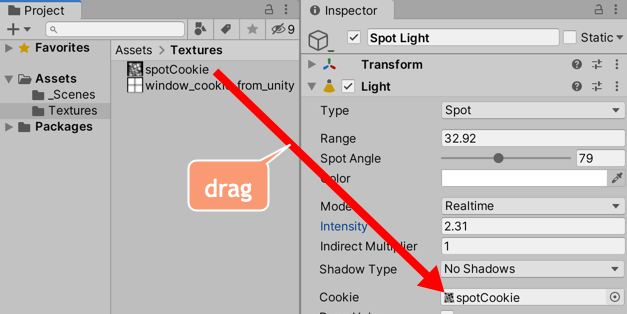 Project
9
Favorites
Assets
_Scenes
Textures
Packages
Assets > Textures
spotCookie
window_cookie_from_unity
drag
Inspector
Spot Light
Static
Transform
Light
Type Spot
Range 32.92
Spot Angle 79
Color
Mode Realtime
Intensity 2.31
Indirect Multiplier 1
Shadow Type No Shadows
Cookie spotCookie